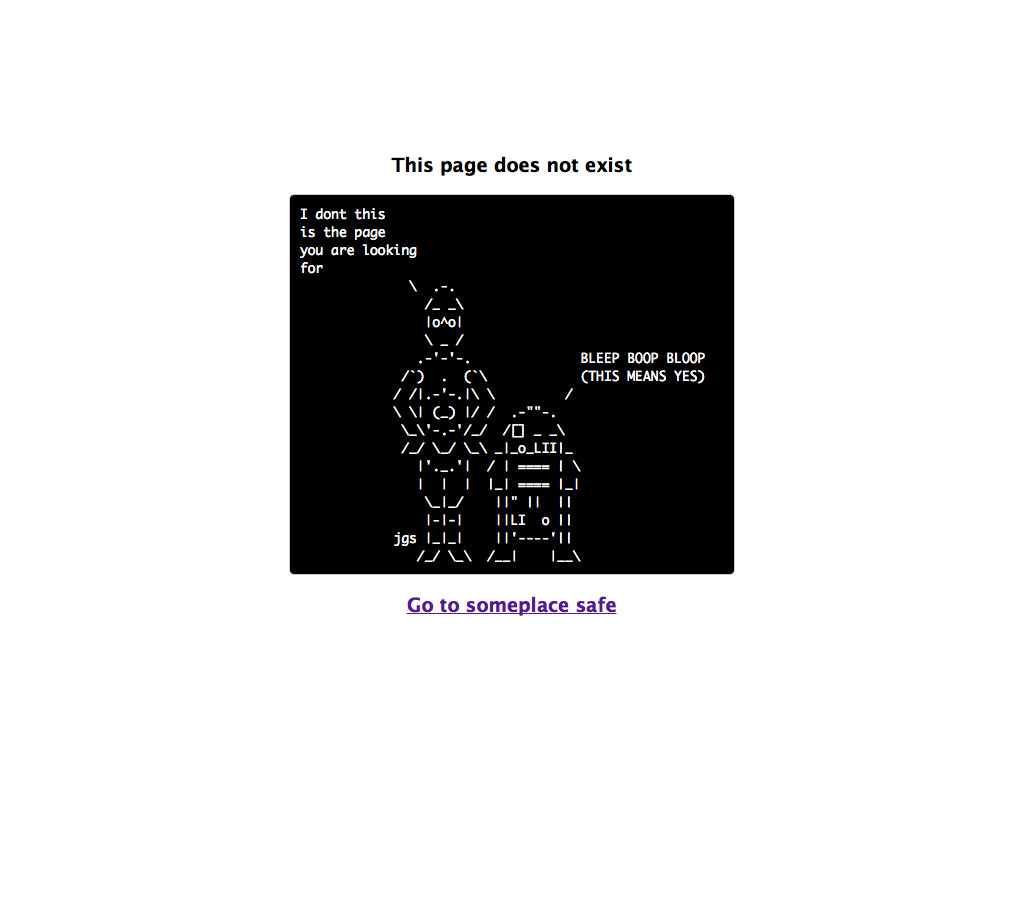 This page does not exist
I dont this
is the page
you are looking
for
BLEEP BOOP BLOOP
(THIS MEANS YES)
jgs
Go to someplace safe